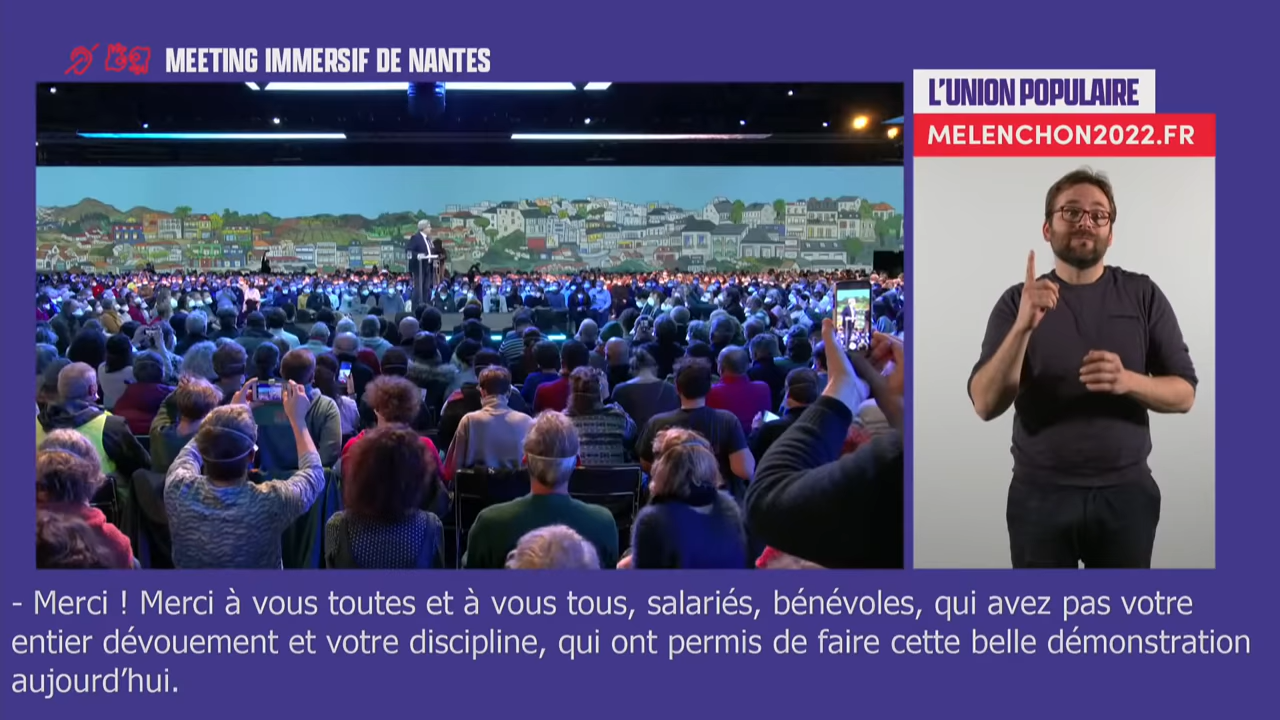 MEETING IMMERSIF DE NANTES
L'UNION POPULAIRE
MELENCHON2022.FR
- Merci ! Merci à vous toutes et à vous tous, salariés, bénévoles, qui avez pas votre
entier dévouement et votre discipline, qui ont permis de faire cette belle démonstration
aujourd'hui.